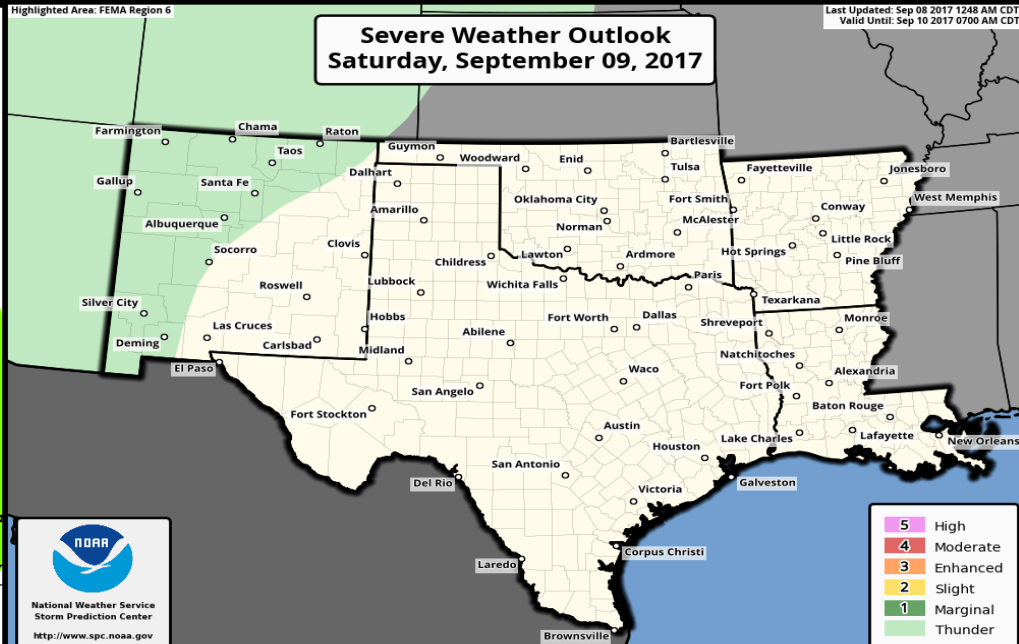 Highlighted Area: FEMA Region 6
Last Updated: Sep 08 2017 1248 AM CDT
Valid Until: Sep 10 2017 0700 AM CDT
Severe Weather Outlook
Saturday, September 09, 2017
Farmington
Chama
Raton
Taos
Guymon
Woodward
Enid
Bartlesville
Tulsa
Fayetteville
Jonesboro
Gallup
Santa Fe
Dalhart
Oklahoma City
Fort Smith
West Memphis
Albuquerque
Amarillo
Norman
McAlester
Conway
Socorro
Clovis
Childress
Lawton
Ardmore
Hot Springs
Little Rock
Pine Bluff
Roswell
Lubbock
Wichita Falls
Paris
Texarkana
Silver City
Las Cruces
Hobbs
Abilene
Fort Worth
Dallas
Shreveport
Monroe
Deming
Carlsbad
Midland
Natchitoches
El Paso
San Angelo
Waco
Fort Polk
Alexandria
Fort Stockton
Austin
Baton Rouge
Houston
Lake Charles
Lafayette
New Orleans
San Antonio
Del Rio
Victoria
Galveston
Laredo
Corpus Christi
Brownsville
NOAA
National Weather Service
Storm Prediction Center
http://www.spc.noaa.gov
5 High
4 Moderate
3 Enhanced
2 Slight
1 Marginal
Thunder